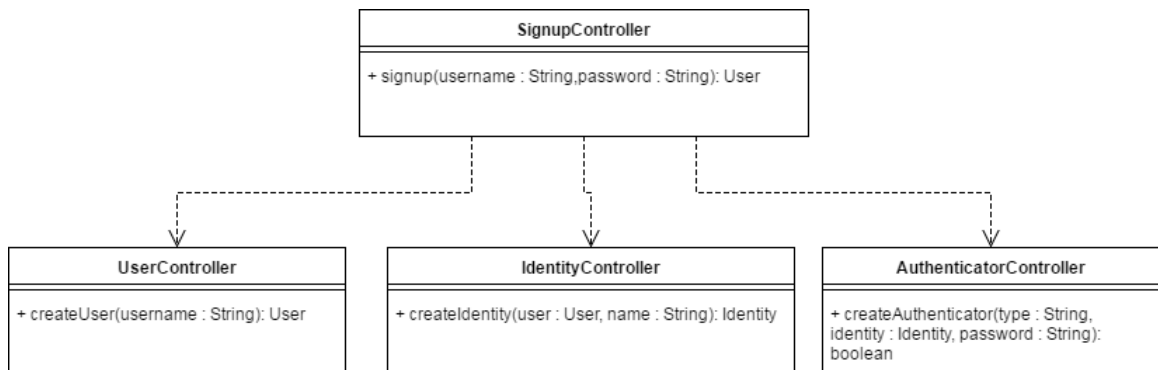 SignupController
+ signup(username : String,password : String): User
UserController
+ createUser(username : String): User
IdentityController
+ createIdentity(user : User, name : String): Identity
AuthenticatorController
+ createAuthenticator(type : String,
identity : Identity, password : String):
boolean